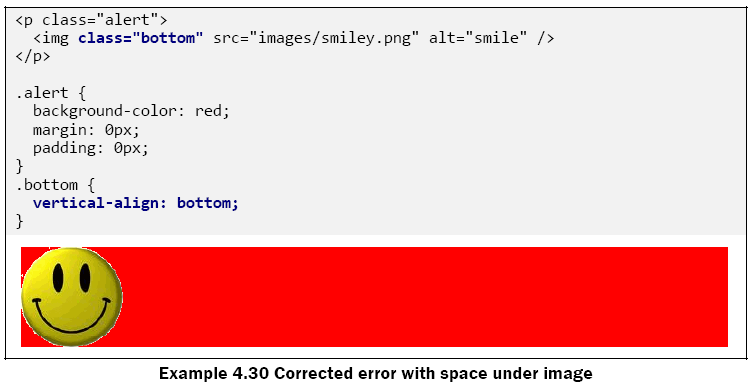 <p class="alert">
  <img class="bottom" src="images/smiley.png" alt="smile" />
</p>

.alert {
  background-color: red;
  margin: 0px;
  padding: 0px;
}
.bottom {
  vertical-align: bottom;
}
Example 4.30 Corrected error with space under image